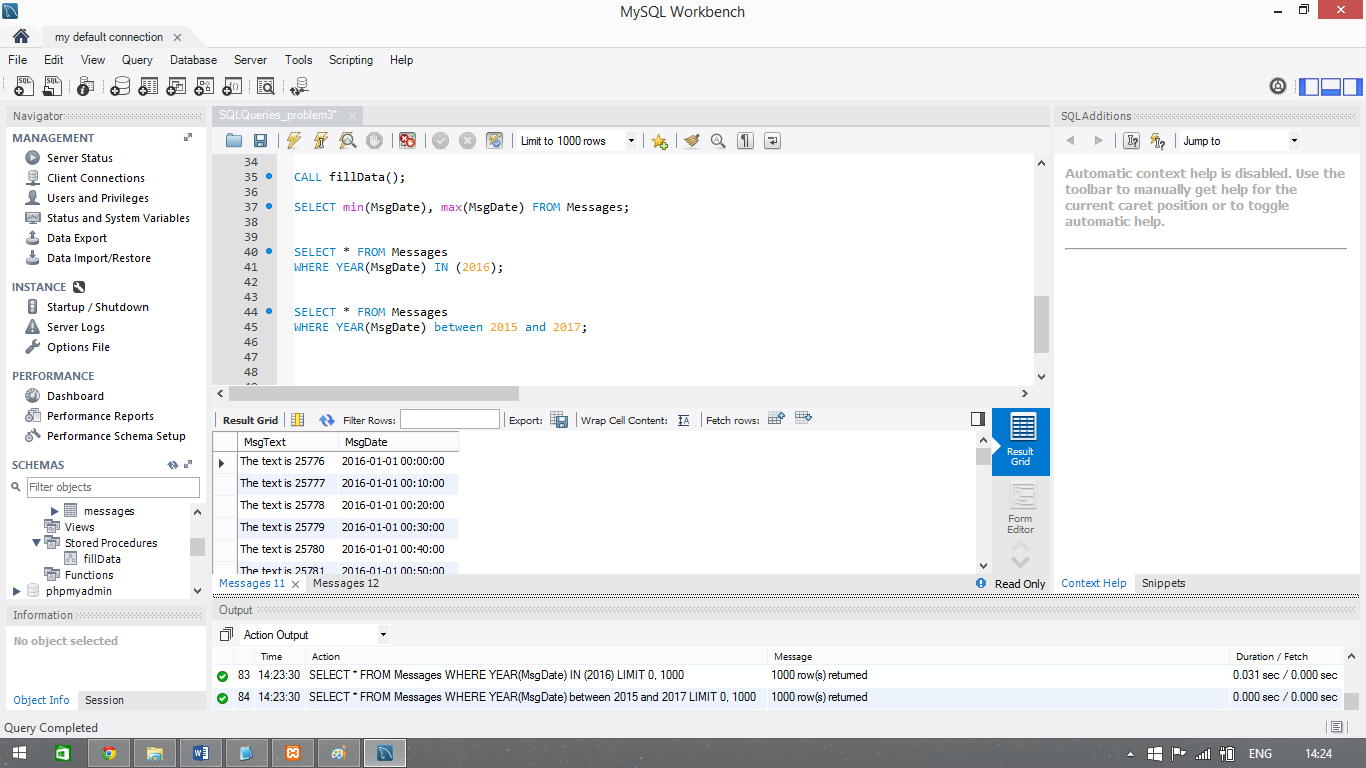 MySQL Workbench
my default connection
File Edit View Query Database Server Tools Scripting Help
Navigator
MANAGEMENT
Server Status
Client Connections
Users and Privileges
Status and System Variables
Data Export
Data Import/Restore
INSTANCE
Startup / Shutdown
Server Logs
Options File
PERFORMANCE
Dashboard
Performance Reports
Performance Schema Setup
SCHEMAS
Filter objects
messages
Views
Stored Procedures
fillData
Functions
phpmyadmin
Information
No object selected
Object Info Session
SQLQueries_problem3*
Limit to 1000 rows
34
35 CALL fillData();
36
37 SELECT min(MsgDate), max(MsgDate) FROM Messages;
38
39
40 SELECT * FROM Messages
41 WHERE YEAR(MsgDate) IN (2016);
42
43
44 SELECT * FROM Messages
45 WHERE YEAR(MsgDate) between 2015 and 2017;
46
47
48
Result Grid Filter Rows: Export: Wrap Cell Content: Fetch rows:
MsgText MsgDate
The text is 25776 2016-01-01 00:00:00
The text is 25777 2016-01-01 00:10:00
The text is 25778 2016-01-01 00:20:00
The text is 25779 2016-01-01 00:30:00
The text is 25780 2016-01-01 00:40:00
The text is 25781 2016-01-01 00:50:00
Result
Grid
Form
Editor
Messages 11 Messages 12
Read Only
SQLAdditions
Jump to
Automatic context help is disabled. Use the
toolbar to manually get help for the
current caret position or to toggle
automatic help.
Context Help Snippets
Output
Action Output
Time Action Message Duration / Fetch
83 14:23:30 SELECT * FROM Messages WHERE YEAR(MsgDate) IN (2016) LIMIT 0, 1000 1000 row(s) returned 0.031 sec / 0.000 sec
84 14:23:30 SELECT * FROM Messages WHERE YEAR(MsgDate) between 2015 and 2017 LIMIT 0, 1000 1000 row(s) returned 0.000 sec / 0.000 sec
Query Completed
ENG 14:24